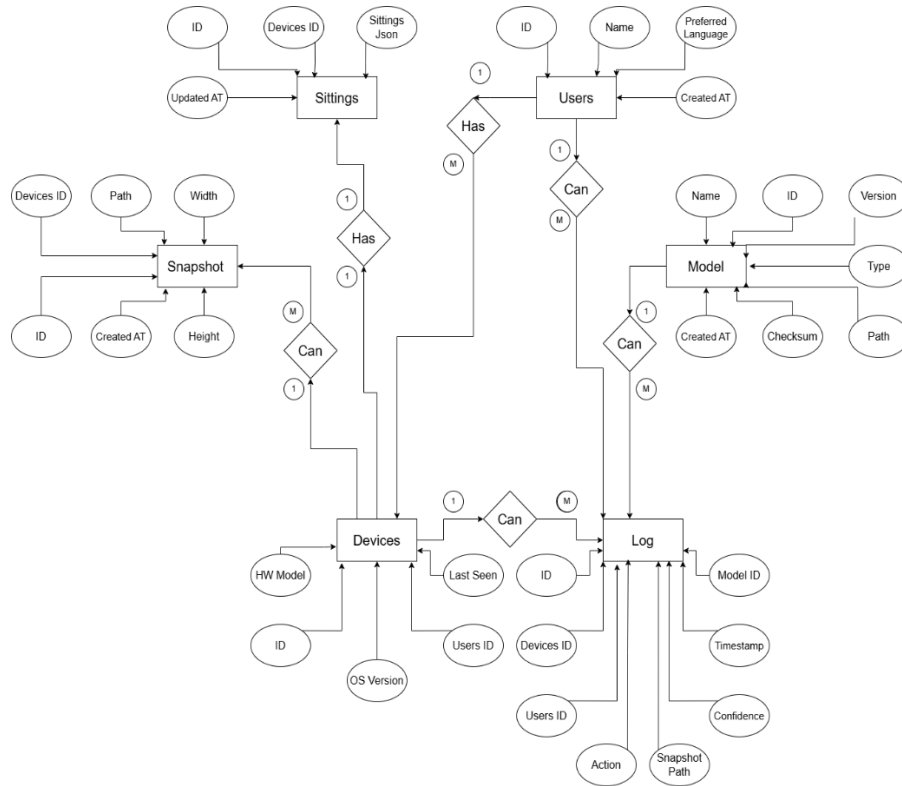 ID
Devices ID
Sittings
Json
Updated AT
Sittings
ID
Name
Preferred
Language
Users
Created AT
1
Has
M
1
Can
M
Devices ID
Path
Width
Snapshot
ID
Created AT
Height
1
Has
1
Name
ID
Version
Model
Type
Created AT
Checksum
Path
M
Can
1
1
Can
M
1
Can
M
Devices
HW Model
Last Seen
ID
OS Version
Users ID
Log
ID
Model ID
Devices ID
Timestamp
Users ID
Confidence
Action
Snapshot
Path